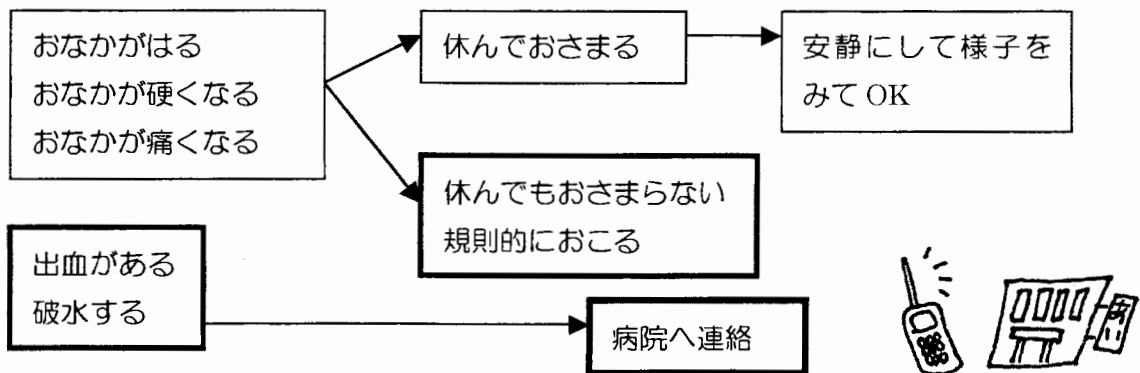 おなかがはる
おなかが硬くなる
おなかが痛くなる
休んでおさまる
安静にして様子を
みて OK
休んでもおさまらない
規則的におこる
出血がある
破水する
病院へ連絡
あい